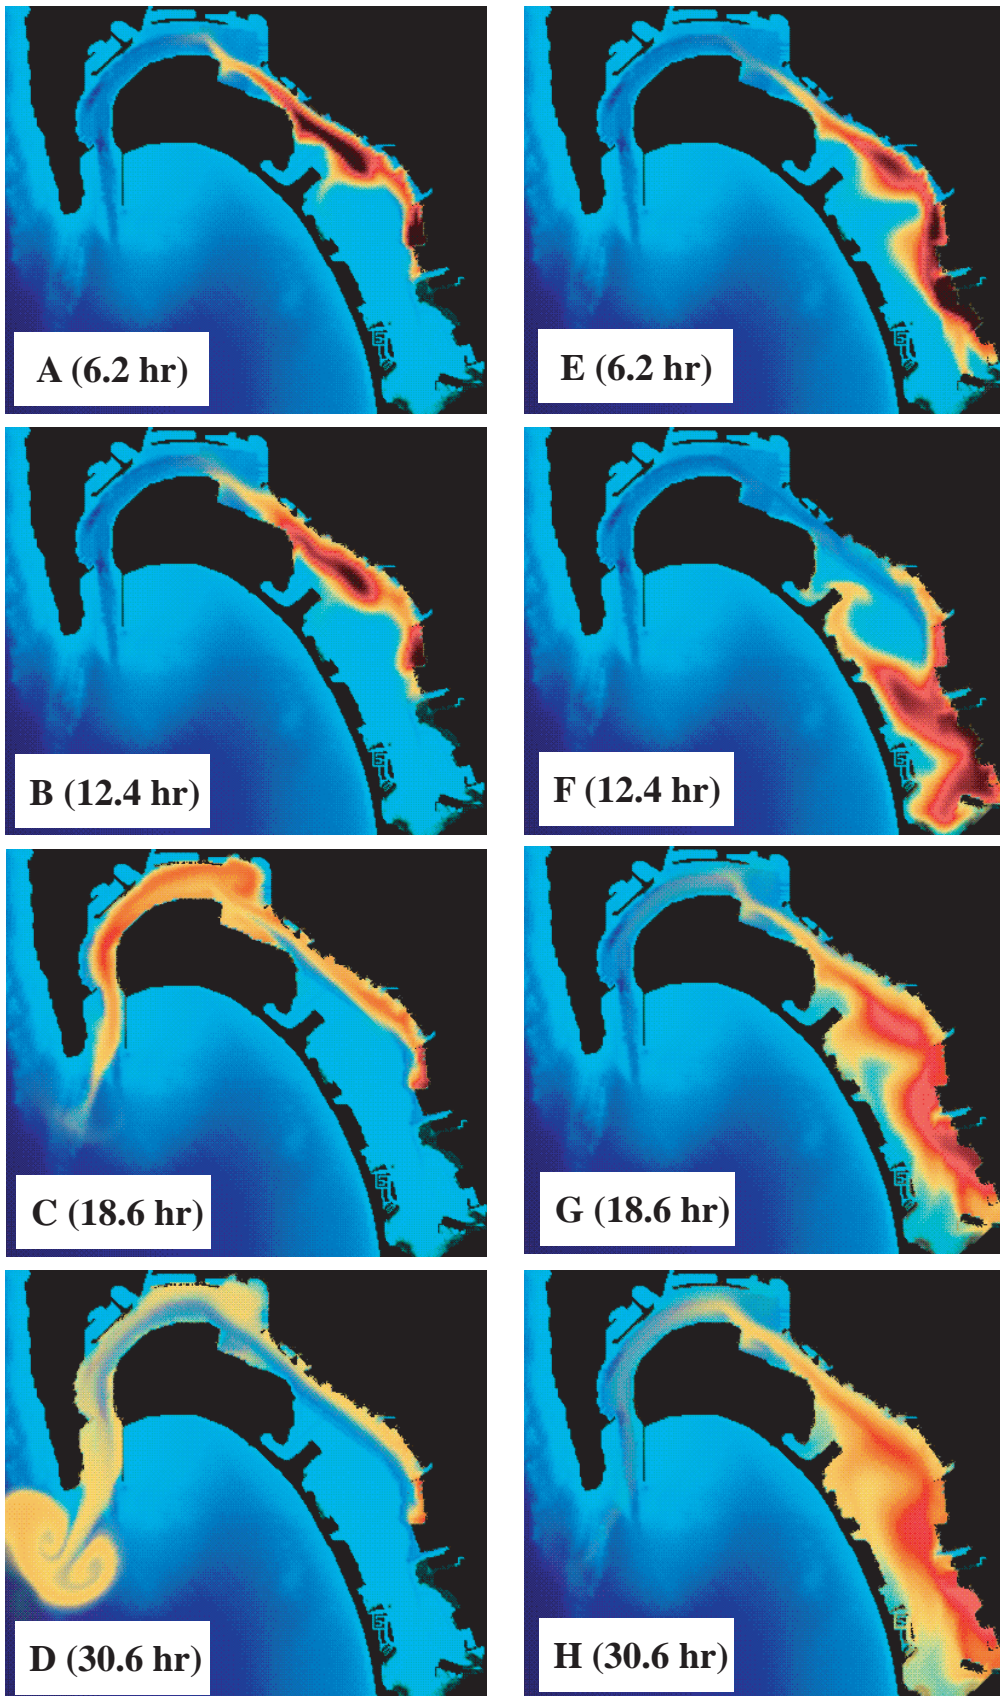 A (6.2 hr)
E (6.2 hr)
B (12.4 hr)
F (12.4 hr)
C (18.6 hr)
G (18.6 hr)
D (30.6 hr)
H (30.6 hr)